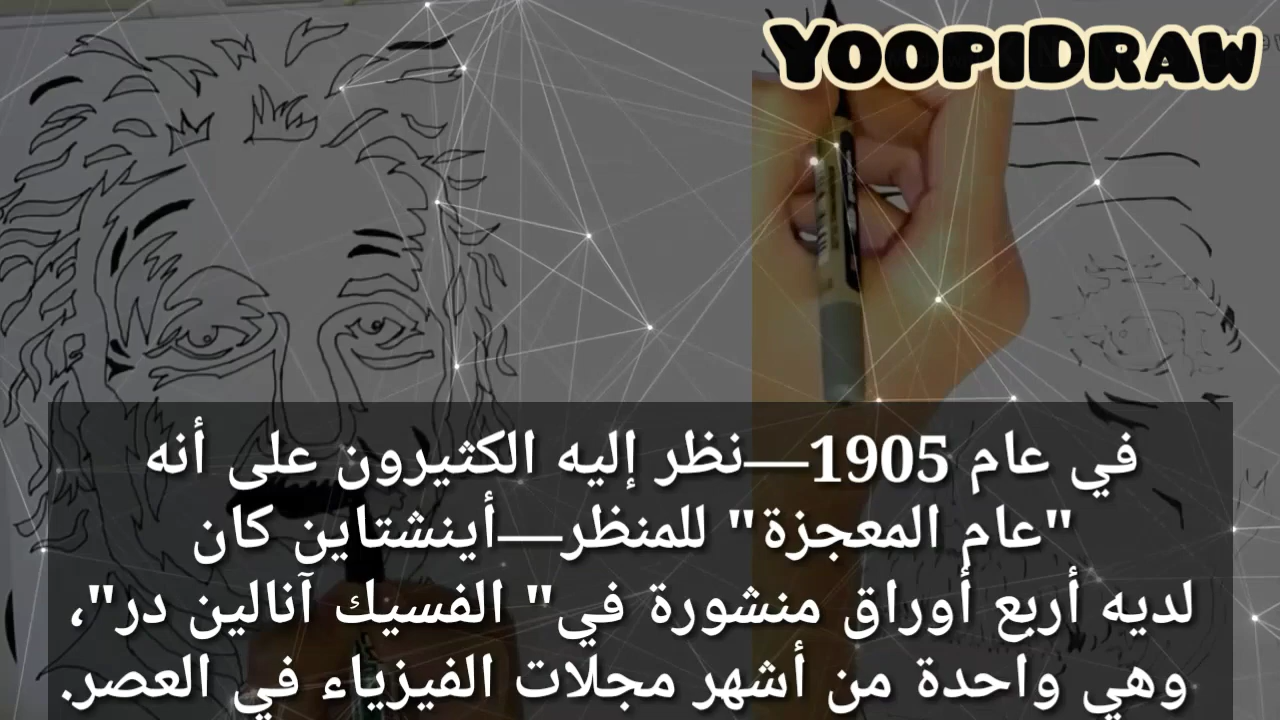 YOOPIDRAW
في عام 1905—نظر إليه الكثيرون على أنه
"عام المعجزة" للمنظر—أينشتاين كان
لديه أربع أوراق منشورة في" الفسيك آنالين در"،
وهي واحدة من أشهر مجلات الفيزياء في العصر.